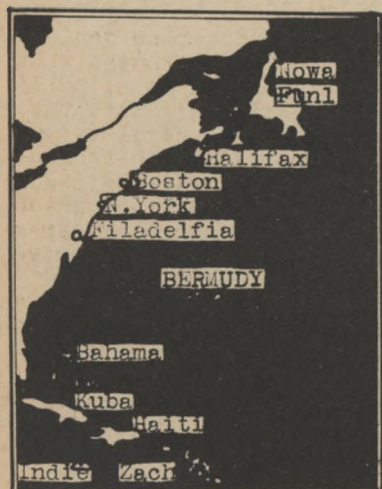 Nowa
Funl
Halifax
Boston
N.York
Filadelfia
BERMUDY
Bahama
Kuba
Haiti
Indie Zach